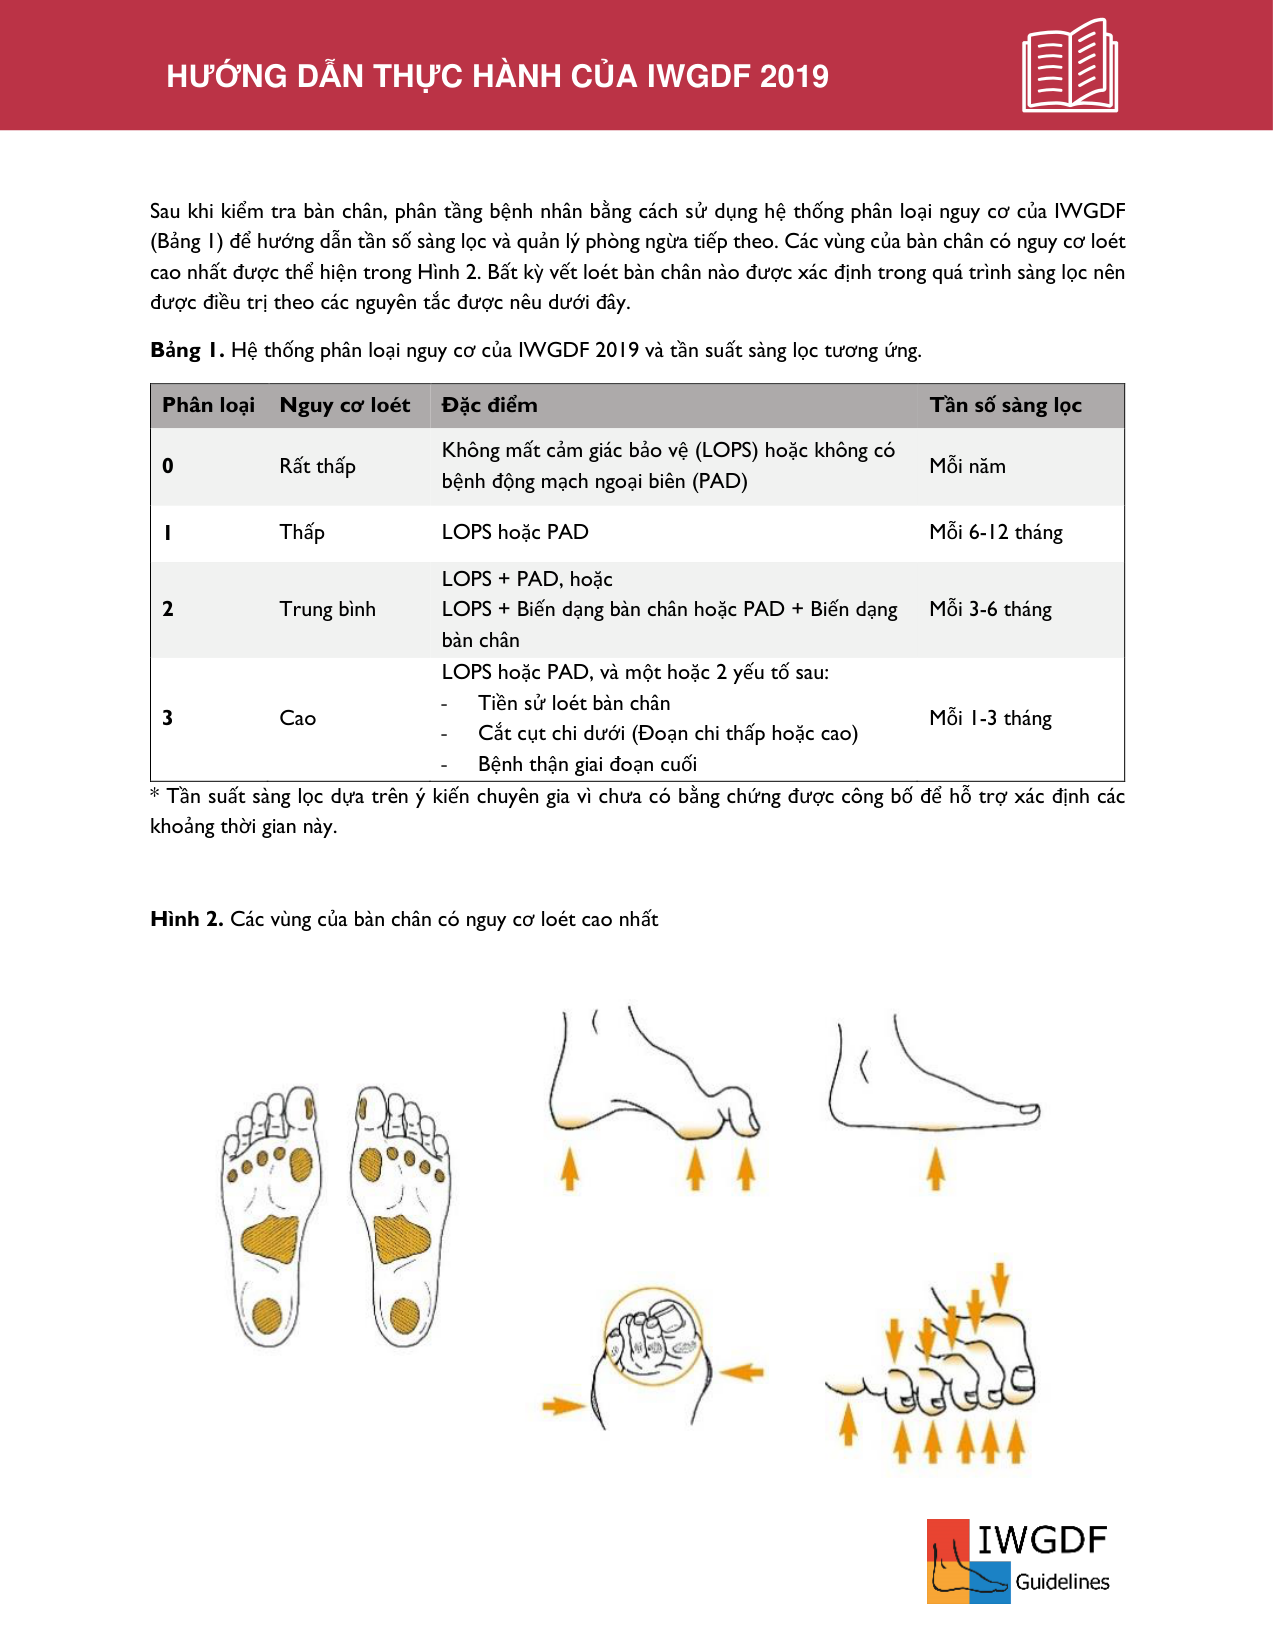 HƯỚNG DẪN THỰC HÀNH CỦA IWGDF 2019
Sau khi kiểm tra bàn chân, phân tầng bệnh nhân bằng cách sử dụng hệ thống phân loại nguy cơ của IWGDF
(Bảng 1) để hướng dẫn tần số sàng lọc và quản lý phòng ngừa tiếp theo. Các vùng của bàn chân có nguy cơ loét
cao nhất được thể hiện trong Hình 2. Bất kỳ vết loét bàn chân nào được xác định trong quá trình sàng lọc nên
được điều trị theo các nguyên tắc được nêu dưới đây.
Bảng 1. Hệ thống phân loại nguy cơ của IWGDF 2019 và tần suất sàng lọc tương ứng.
Phân loại Nguy cơ loét Đặc điểm Tần số sàng lọc
0 Rất thấp Không mất cảm giác bảo vệ (LOPS) hoặc không có
bệnh động mạch ngoại biên (PAD) Mỗi năm
1 Thấp LOPS hoặc PAD Mỗi 6-12 tháng
2 Trung bình LOPS + PAD, hoặc
LOPS + Biến dạng bàn chân hoặc PAD + Biến dạng
bàn chân Mỗi 3-6 tháng
3 Cao LOPS hoặc PAD, và một hoặc 2 yếu tố sau:
- Tiền sử loét bàn chân
- Cắt cụt chi dưới (Đoạn chi thấp hoặc cao)
- Bệnh thận giai đoạn cuối Mỗi 1-3 tháng
* Tần suất sàng lọc dựa trên ý kiến chuyên gia vì chưa có bằng chứng được công bố để hỗ trợ xác định các
khoảng thời gian này.
Hình 2. Các vùng của bàn chân có nguy cơ loét cao nhất
IWGDF
Guidelines